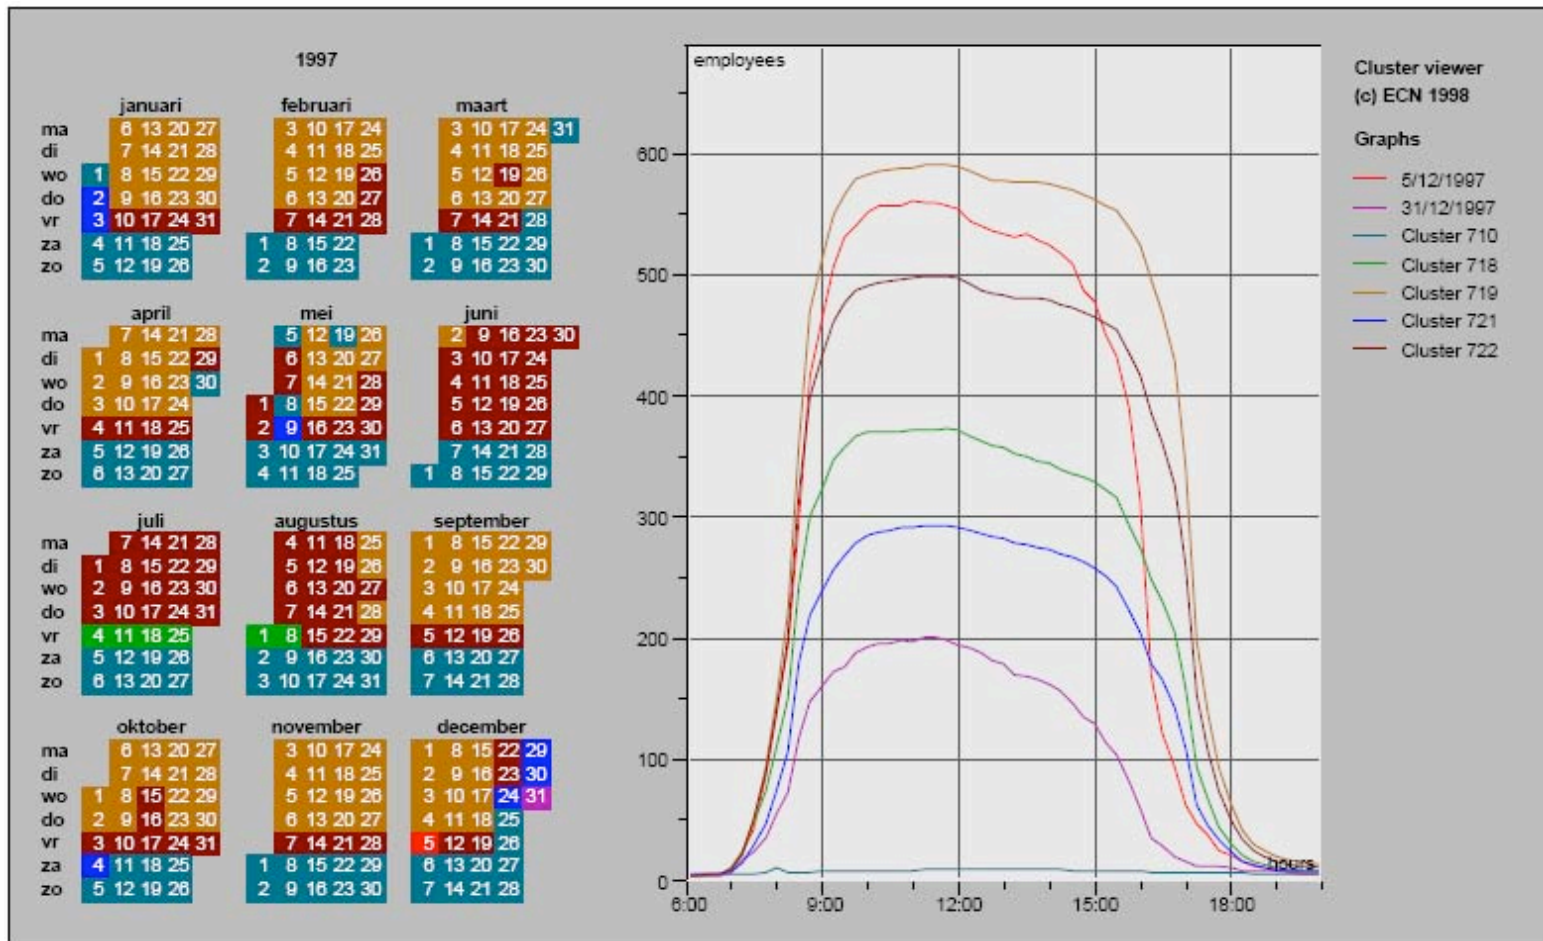 1997
januari februari maart
ma 6 13 20 27 3 10 17 24 3 10 17 24 31
di 7 14 21 28 4 11 18 25 4 11 18 25
wo 1 8 15 22 29 5 12 19 26 5 12 19 26
do 2 9 16 23 30 6 13 20 27 6 13 20 27
vr 3 10 17 24 31 7 14 21 28 7 14 21 28
za 4 11 18 25 1 8 15 22 1 8 15 22 29
zo 5 12 19 26 2 9 16 23 2 9 16 23 30
april mei juni
ma 7 14 21 28 5 12 19 26 2 9 16 23 30
di 1 8 15 22 29 6 13 20 27 3 10 17 24
wo 2 9 16 23 30 7 14 21 28 4 11 18 25
do 3 10 17 24 1 8 15 22 29 5 12 19 26
vr 4 11 18 25 2 9 16 23 30 6 13 20 27
za 5 12 19 26 3 10 17 24 31 7 14 21 28
zo 6 13 20 27 4 11 18 25 1 8 15 22 29
juli augustus september
ma 7 14 21 28 4 11 18 25 1 8 15 22 29
di 1 8 15 22 29 5 12 19 26 2 9 16 23 30
wo 2 9 16 23 30 6 13 20 27 3 10 17 24
do 3 10 17 24 31 7 14 21 28 4 11 18 25
vr 4 11 18 25 1 8 15 22 29 5 12 19 26
za 5 12 19 26 2 9 16 23 30 6 13 20 27
zo 6 13 20 27 3 10 17 24 31 7 14 21 28
oktober november december
ma 6 13 20 27 3 10 17 24 1 8 15 22 29
di 7 14 21 28 4 11 18 25 2 9 16 23 30
wo 1 8 15 22 29 5 12 19 26 3 10 17 24 31
do 2 9 16 23 30 6 13 20 27 4 11 18 25
vr 3 10 17 24 31 7 14 21 28 5 12 19 26
za 4 11 18 25 1 8 15 22 29 6 13 20 27
zo 5 12 19 26 2 9 16 23 30 7 14 21 28
employees
600
500
400
300
200
100
0
6:00 9:00 12:00 15:00 18:00
hours
Cluster viewer
(c) ECN 1998
Graphs
5/12/1997
31/12/1997
Cluster 710
Cluster 718
Cluster 719
Cluster 721
Cluster 722